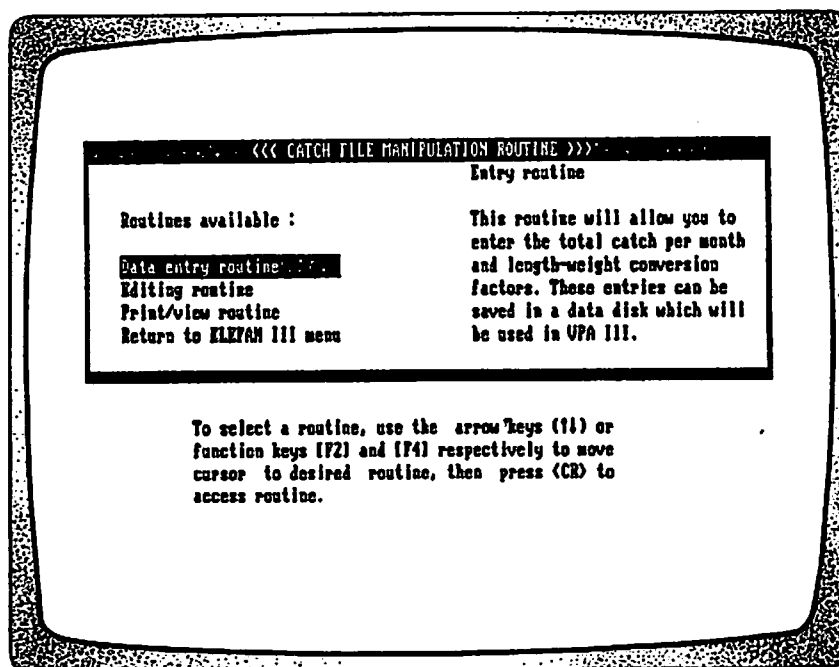 <<< CATCH FILE MANIPULATION ROUTINE >>>
Entry routine
Routines available :
Data entry routine
Editing routine
Print/view routine
Return to ELEFAN III menu
This routine will allow you to
enter the total catch per month
and length-weight conversion
factors. These entries can be
saved in a data disk which will
be used in VPA III.
To select a routine, use the arrow keys (↑↓) or
function keys [F2] and [F4] respectively to move
cursor to desired routine, then press <CR> to
access routine.